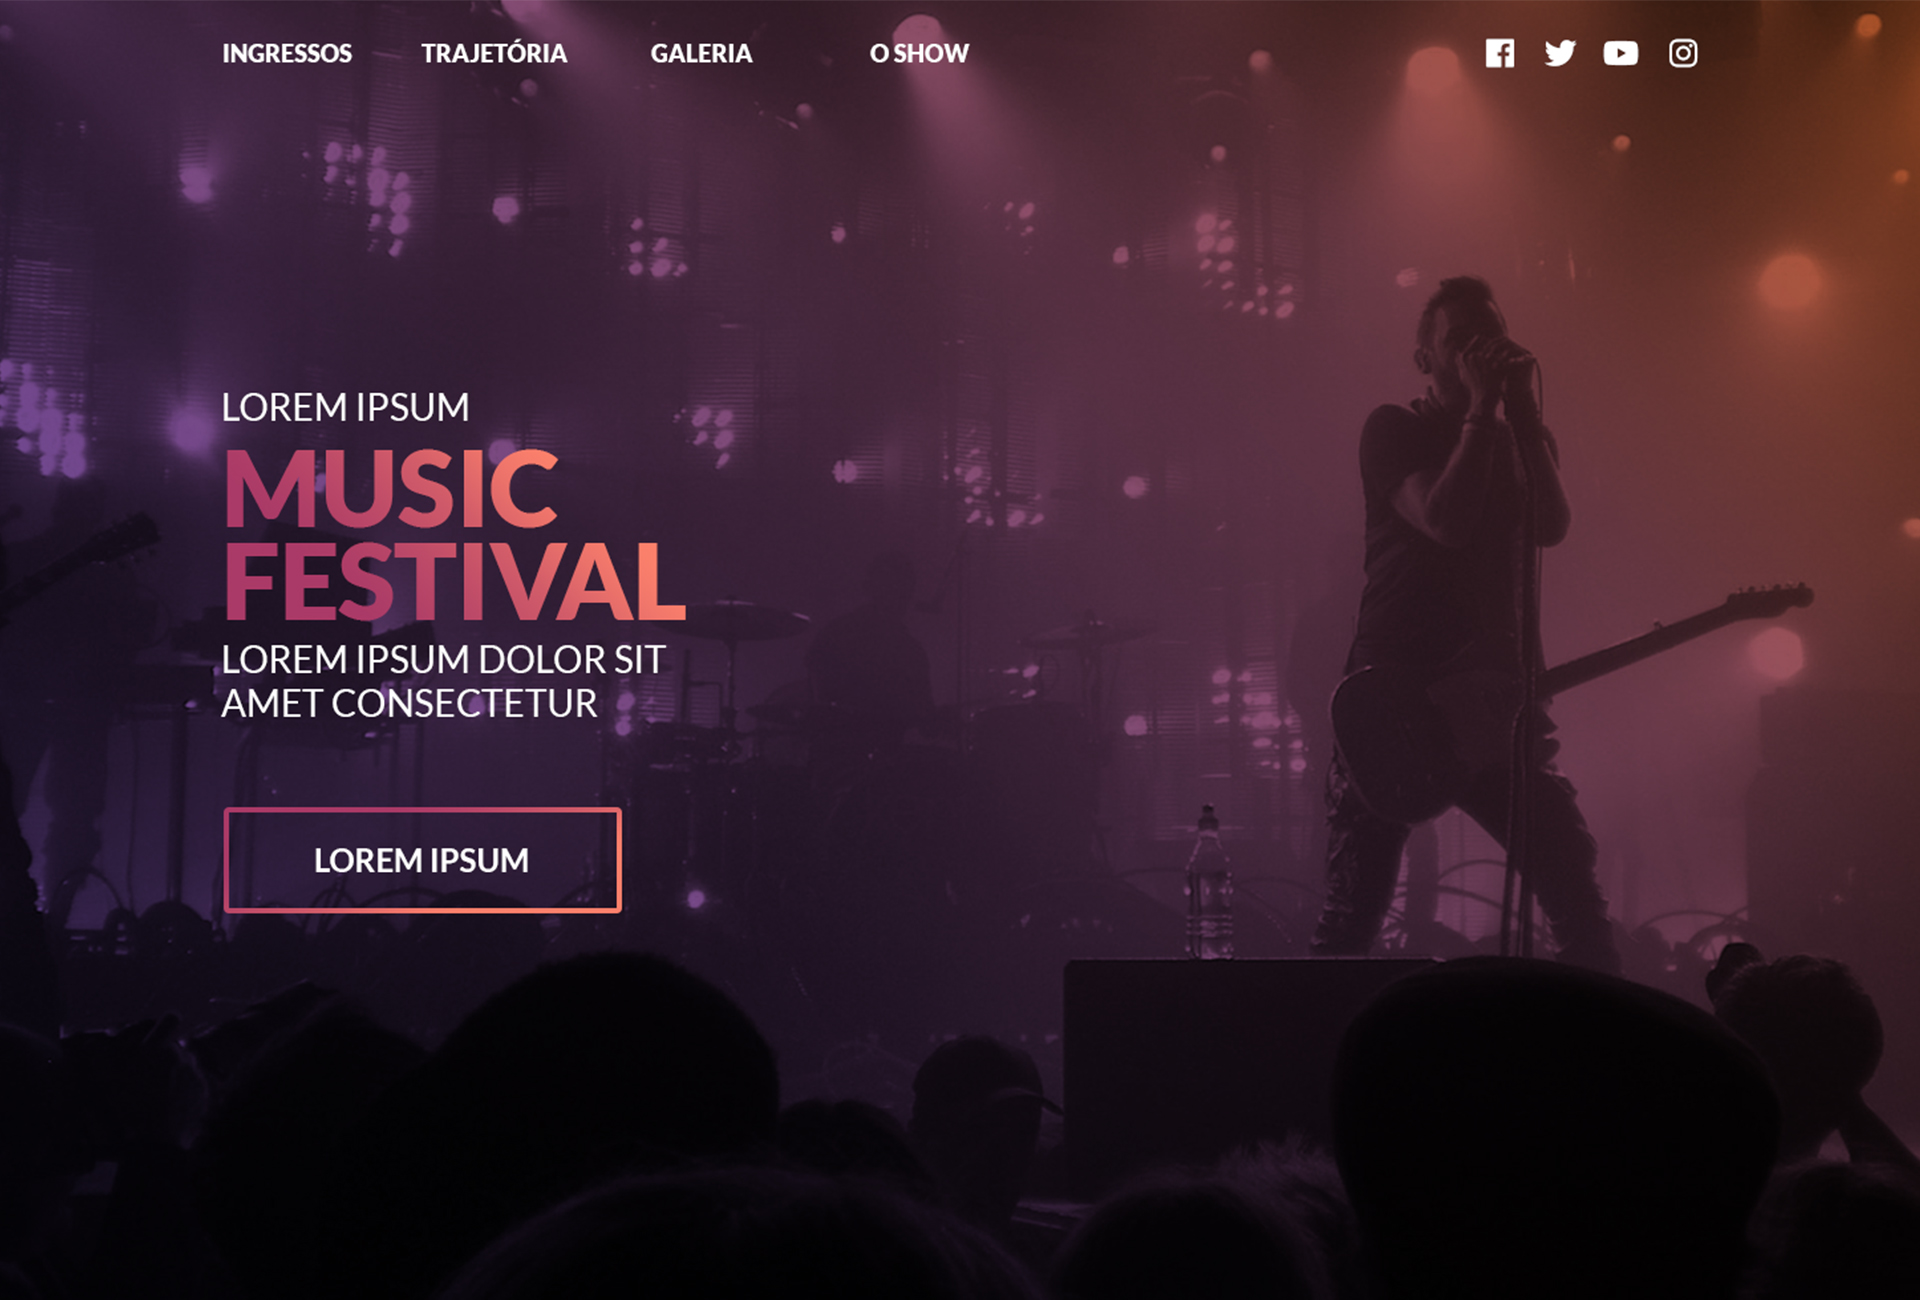 INGRESSOS TRAJETÓRIA GALERIA O SHOW
LOREM IPSUM
MUSIC
FESTIVAL
LOREM IPSUM DOLOR SIT
AMET CONSECTETUR
LOREM IPSUM